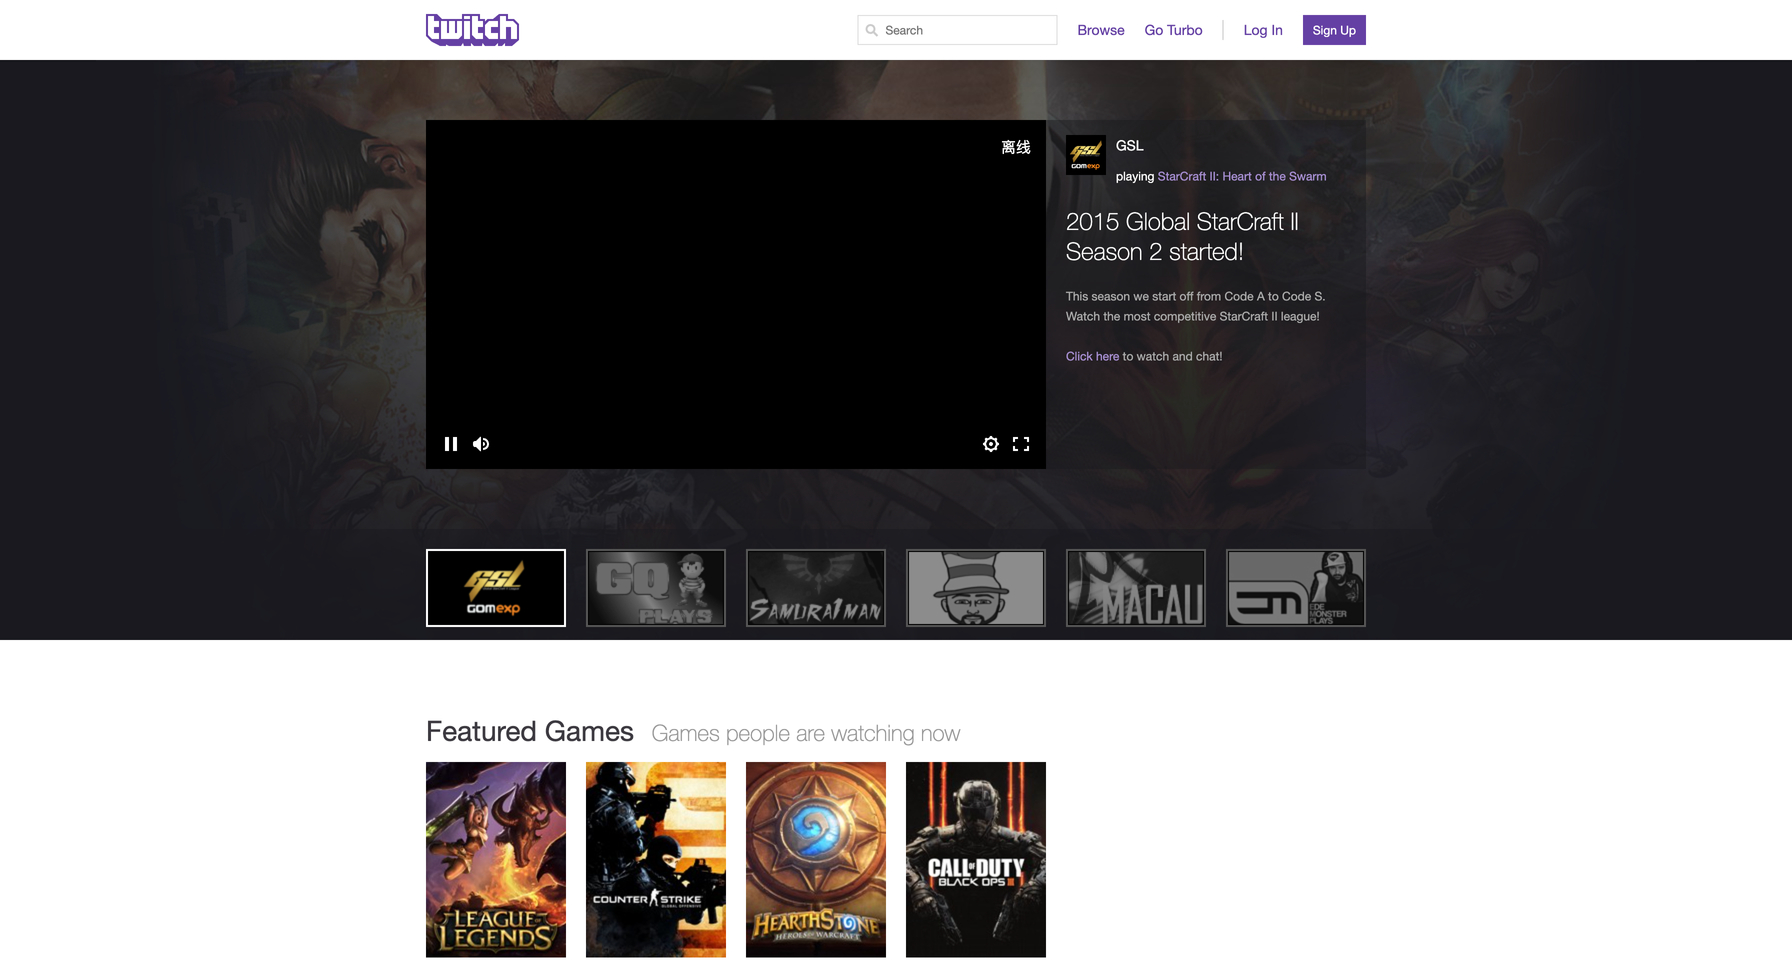 twitch
Search
Browse
Go Turbo
Log In
Sign Up
离线
GSL
GOMexp
GSL
playing StarCraft II: Heart of the Swarm
2015 Global StarCraft II
Season 2 started!
This season we start off from Code A to Code S.
Watch the most competitive StarCraft II league!
Click here to watch and chat!
GSL
GOMexp
GQ
PLAYS
SAMURAIMAN
MACAU
EM
EDE
MONSTER
PLAYS
Featured Games Games people are watching now
LEAGUE OF
LEGENDS
COUNTER STRIKE
GLOBAL OFFENSIVE
HEARTHSTONE
HEROES OF WARCRAFT
CALL OF DUTY
BLACK OPS III